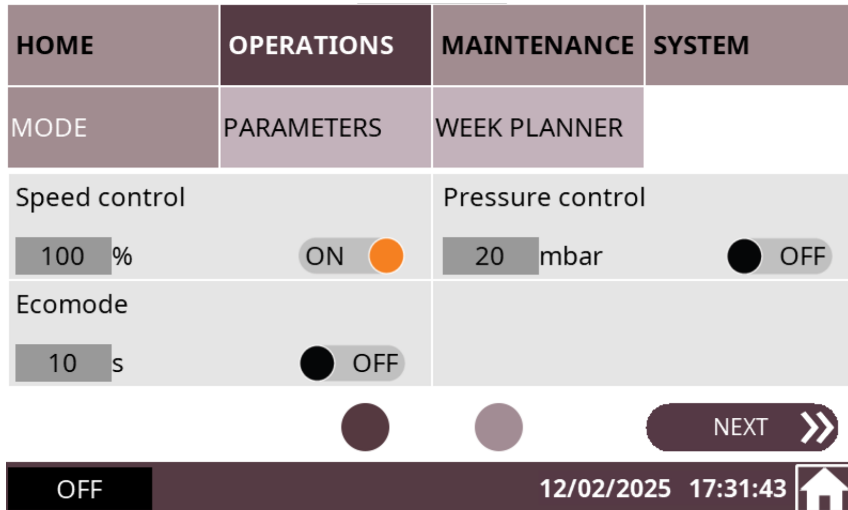 HOME OPERATIONS MAINTENANCE SYSTEM
MODE PARAMETERS WEEK PLANNER
Speed control
100 % ON
Pressure control
20 mbar OFF
Ecomode
10 s OFF
NEXT
OFF 12/02/2025 17:31:43